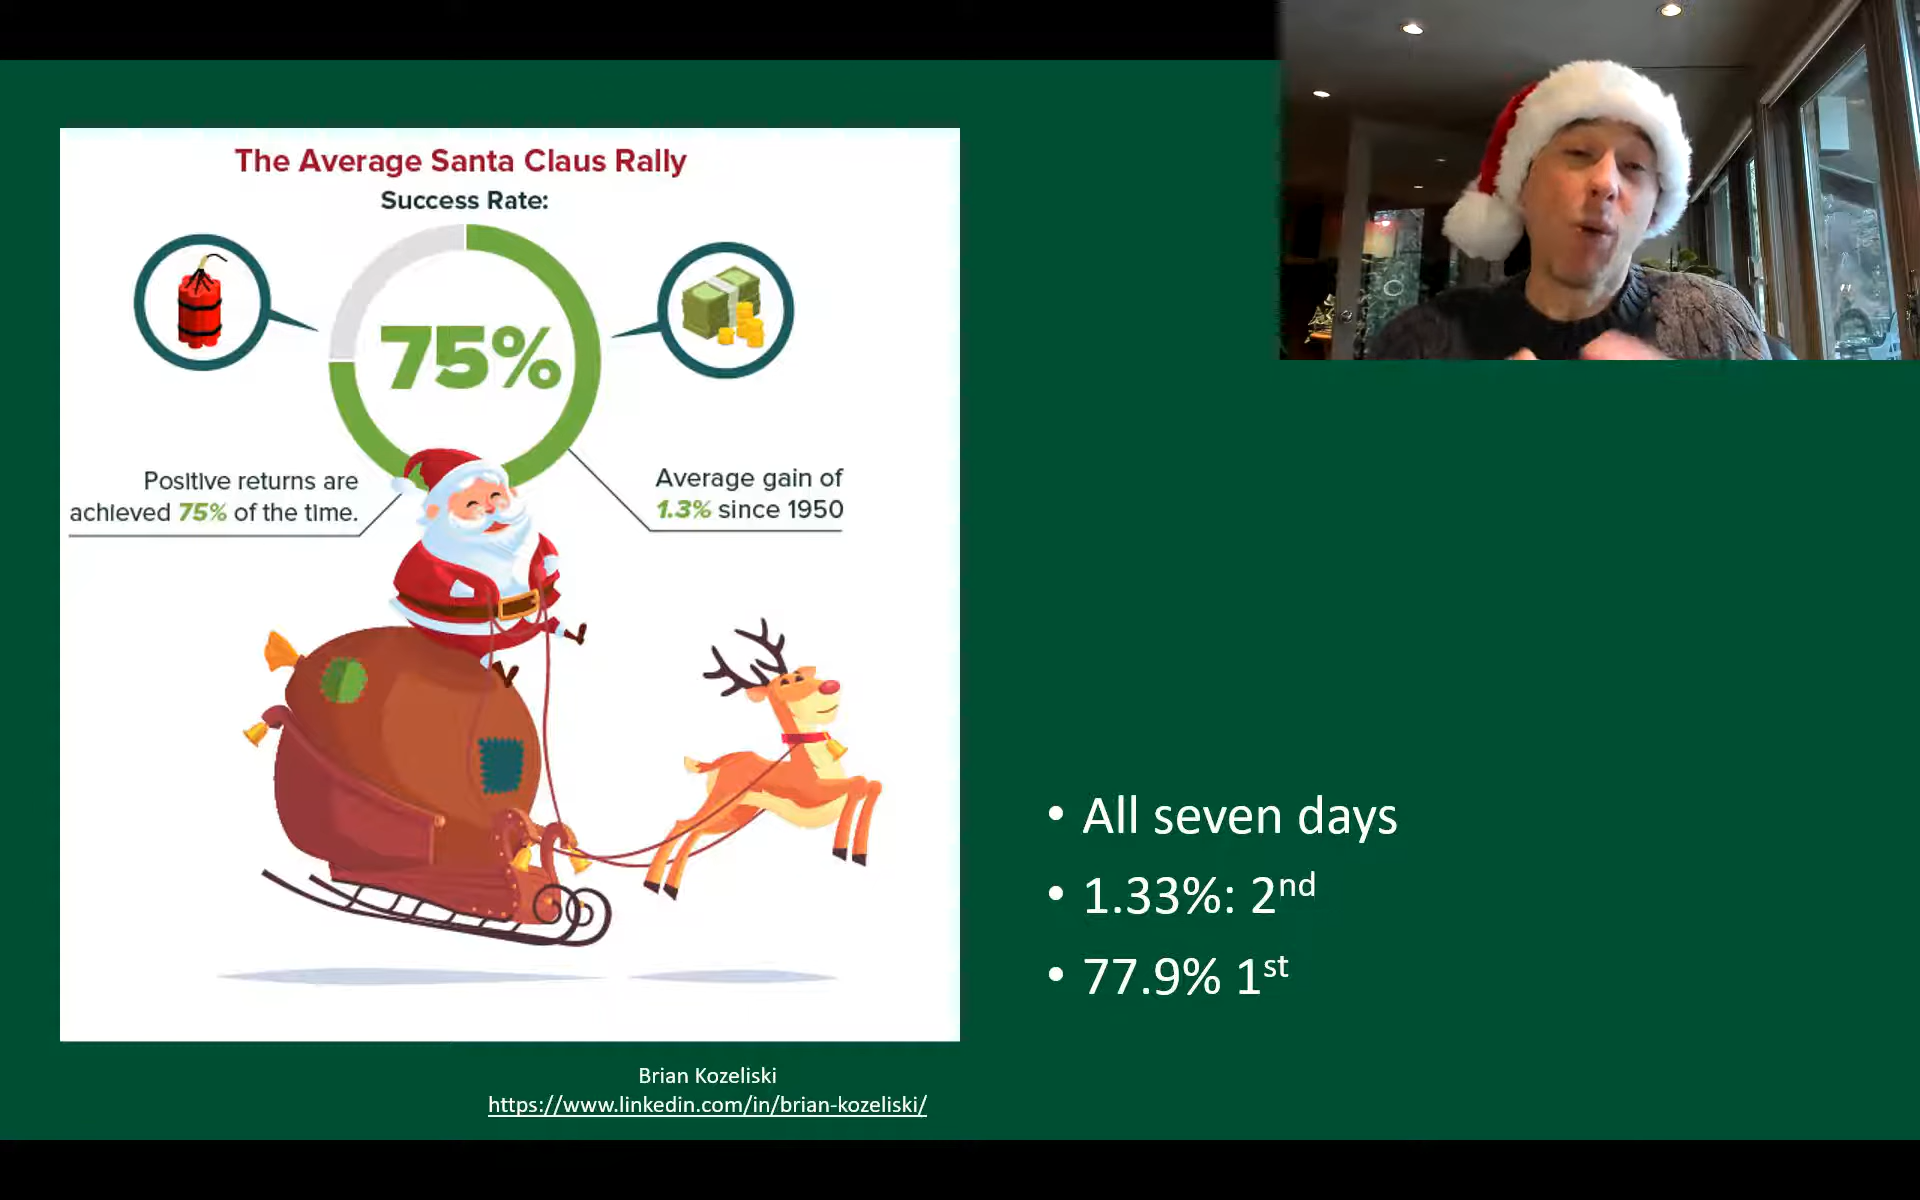 The Average Santa Claus Rally
Success Rate:
75%
Positive returns are
achieved 75% of the time.
Average gain of
1.3% since 1950
• All seven days
• 1.33%: 2nd
• 77.9% 1st
Brian Kozeliski
https://www.linkedin.com/in/brian-kozeliski/